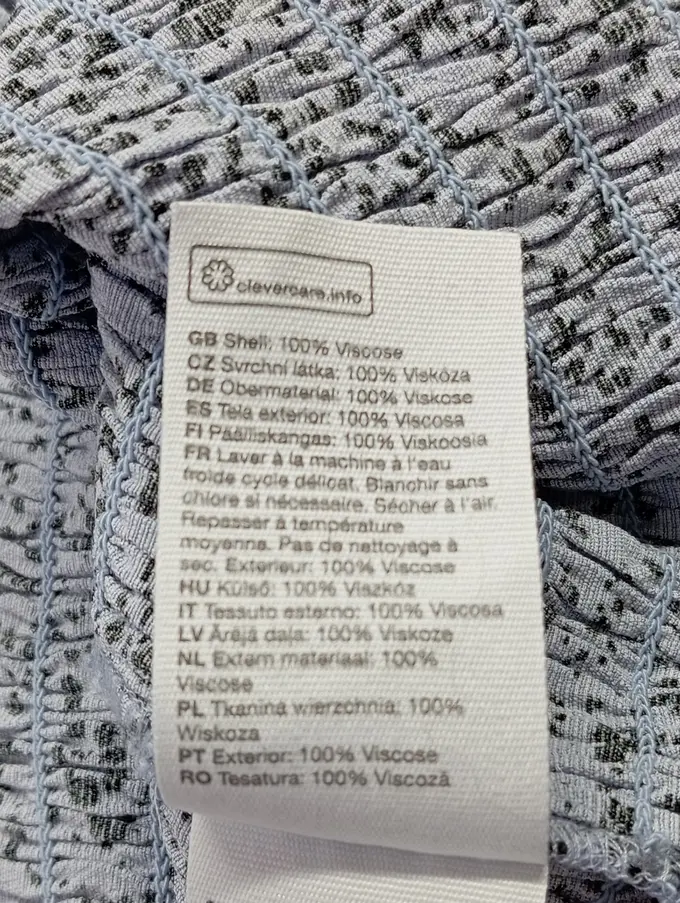 clevercare.info
GB Shell: 100% Viscose
CZ Svrchní látka: 100% Viskóza
DE Obermaterial: 100% Viskose
ES Tela exterior: 100% Viscosa
FI Päälliskangas: 100% Viskoosia
FR Laver à la machine à l'eau
froide cycle délicat. Blanchir sans
chlore si nécessaire. Sécher à l'air.
Repasser à température
moyenne. Pas de nettoyage à
sec. Exterieur: 100% Viscose
HU Külső: 100% Viszkóz
IT Tessuto esterno: 100% Viscosa
LV Ārējā daļa: 100% Viskoze
NL Extern materiaal: 100%
Viscose
PL Tkanina wierzchnia: 100%
Wiskoza
PT Exterior: 100% Viscose
RO Tesatura: 100% Viscoză